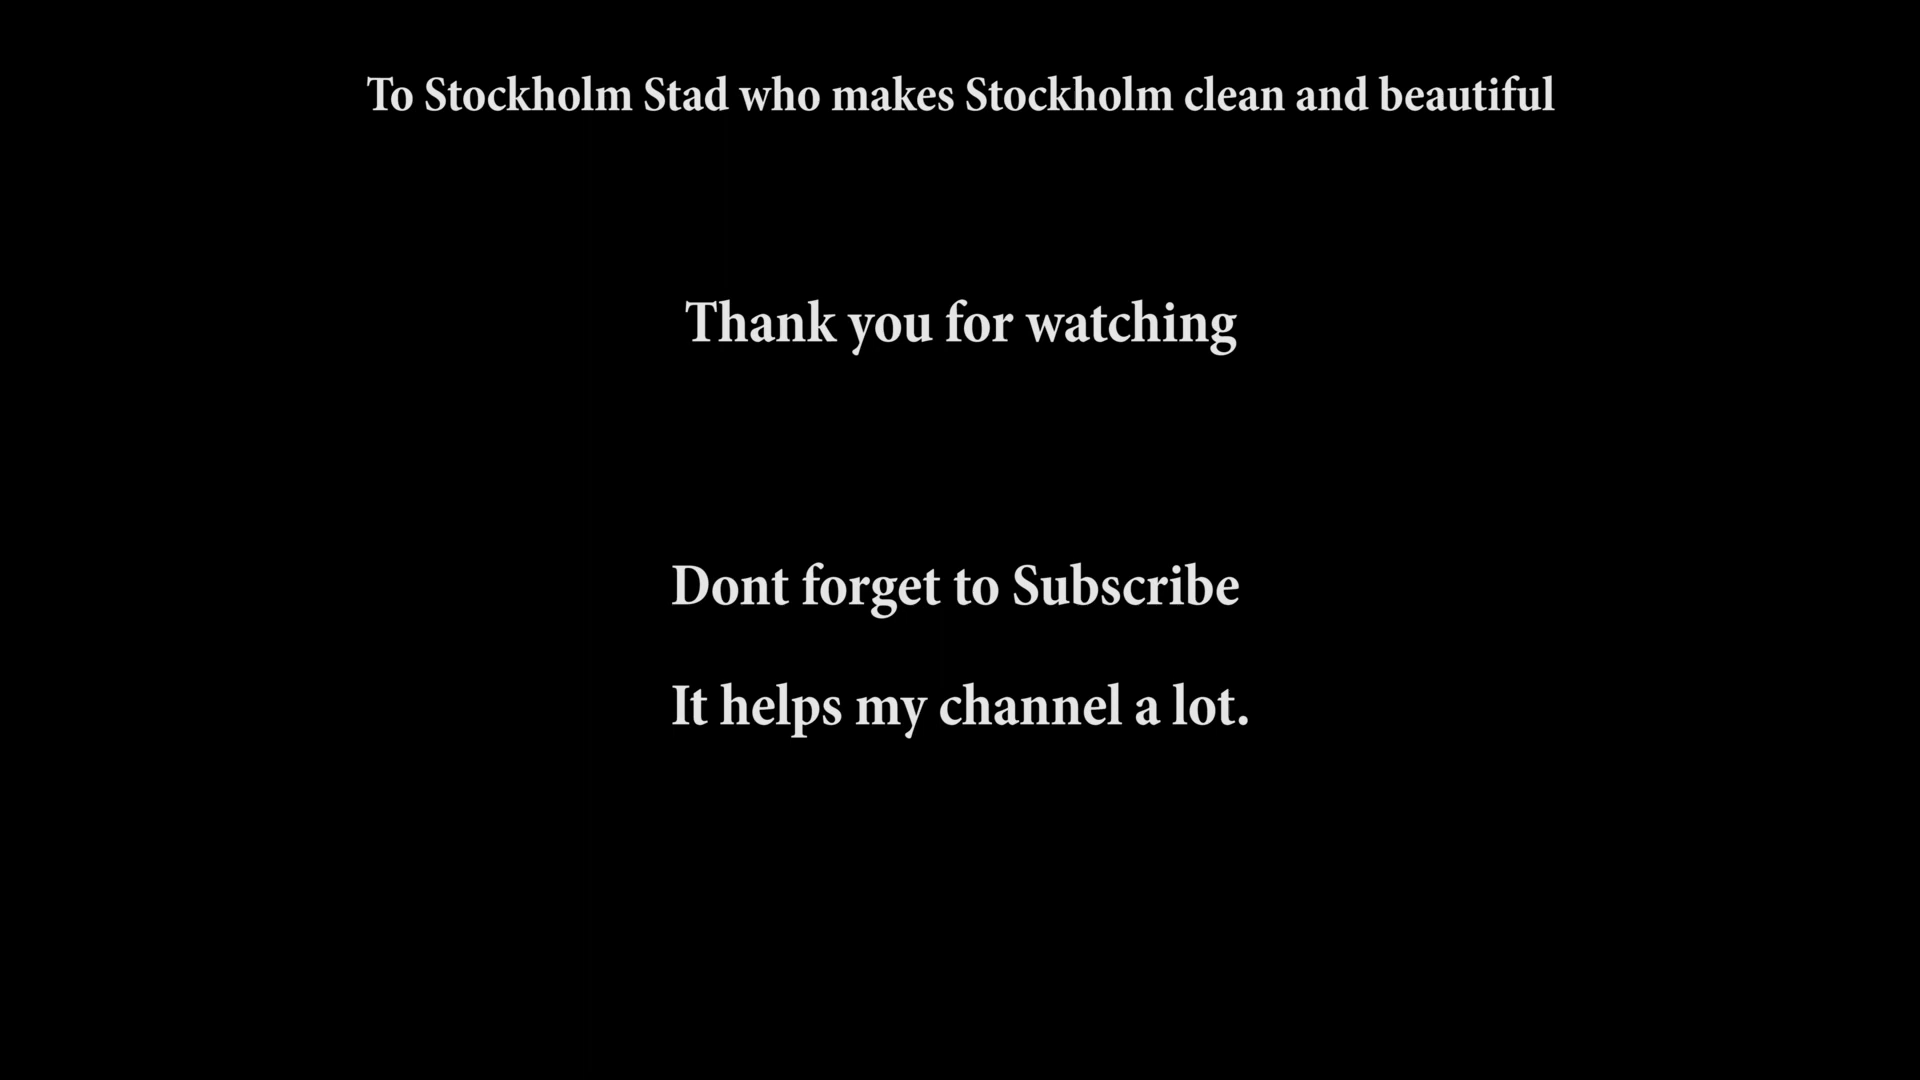 To Stockholm Stad who makes Stockholm clean and beautiful
Thank you for watching
Dont forget to Subscribe
It helps my channel a lot.